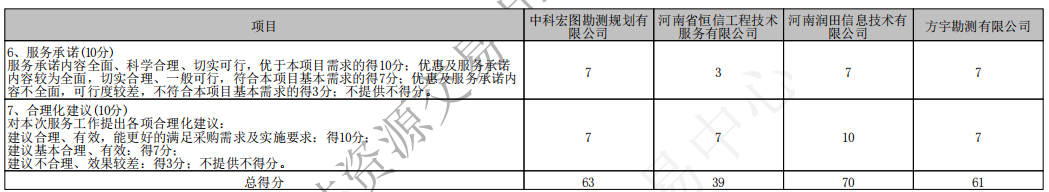 项目
中科宏图勘测规划有
限公司
河南省恒信工程技术
服务有限公司
河南润田信息技术有
限公司
方宇勘测有限公司
6、服务承诺(10分)
服务承诺内容全面、科学合理、切实可行，优于本项目需求的得10分；优惠及服务承诺
内容较为全面，切实合理、一般可行，符合本项目基本需求的得7分；优惠及服务承诺内
容不全面，可行度较差，不符合本项目基本需求的得3分；不提供不得分。
7
3
7
7
7、合理化建议(10分)
对本次服务工作提出各项合理化建议：
建议合理、有效，能更好的满足采购需求及实施要求：得10分；
建议基本合理、有效：得7分；
建议不合理、效果较差：得3分；不提供不得分。
7
7
10
7
总得分
63
39
70
61
资源交易
易中心